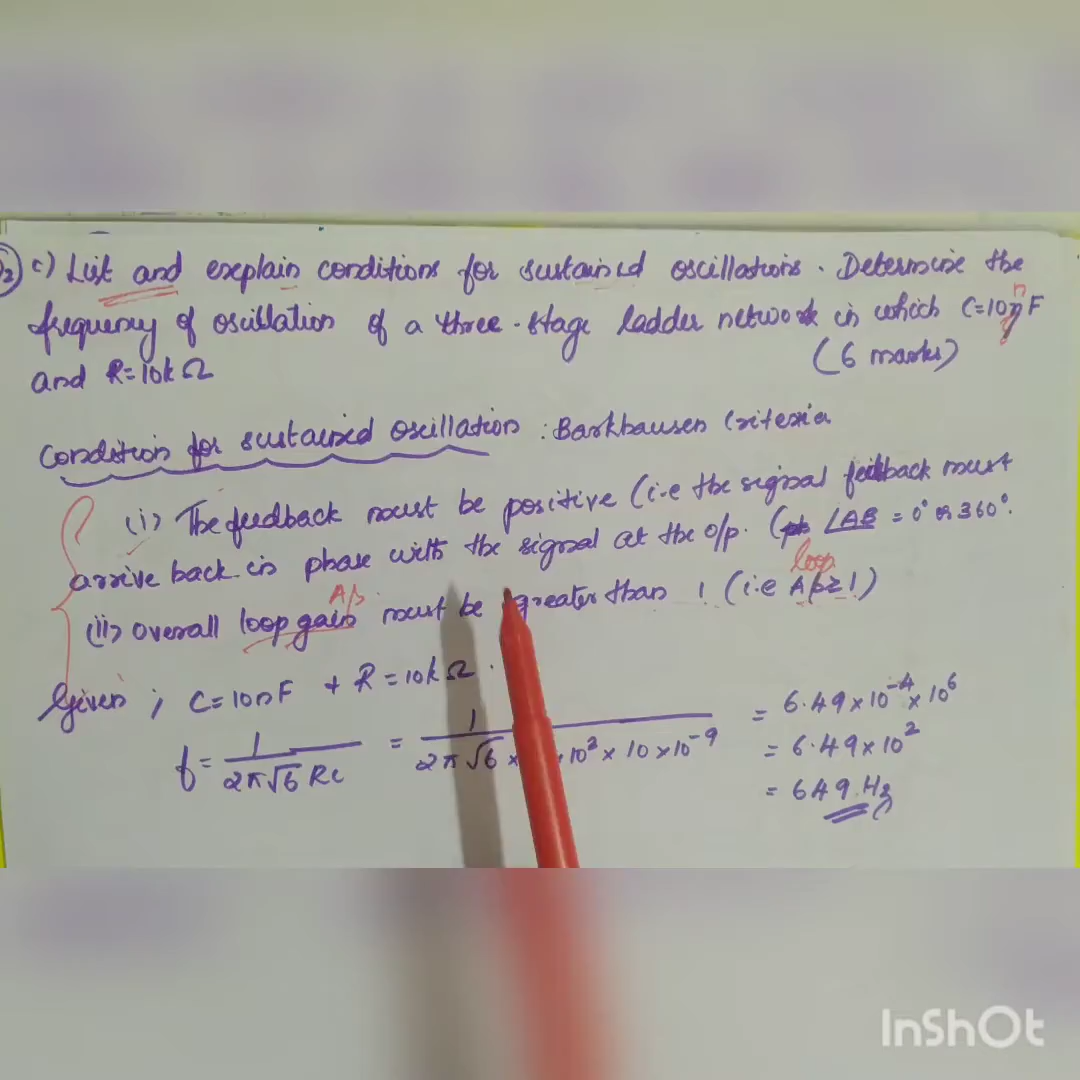 2) c) List and explain conditions for sustained oscillations. Determine the
frequency of oscillation of a three-stage ladder network in which C=10nF
and R=10kΩ (6 marks)
Condition for sustained oscillation : Barkhausen Criteria
(i) The feedback must be positive (i.e the signal feedback must
arrive back in phase with the signal at the o/p. (∠AB = 0° or 360°.
(ii) Overall loop gain Aβ must be greater than 1 (i.e loop Aβ≥1)
Given ; C=10nF + R=10kΩ.
f = 1/2π√6 RC = 1/2π√6 × 10³ × 10 × 10⁻⁹ = 6.49×10⁻⁴ × 10⁶
= 6.49×10²
= 649.Hz
InShOt